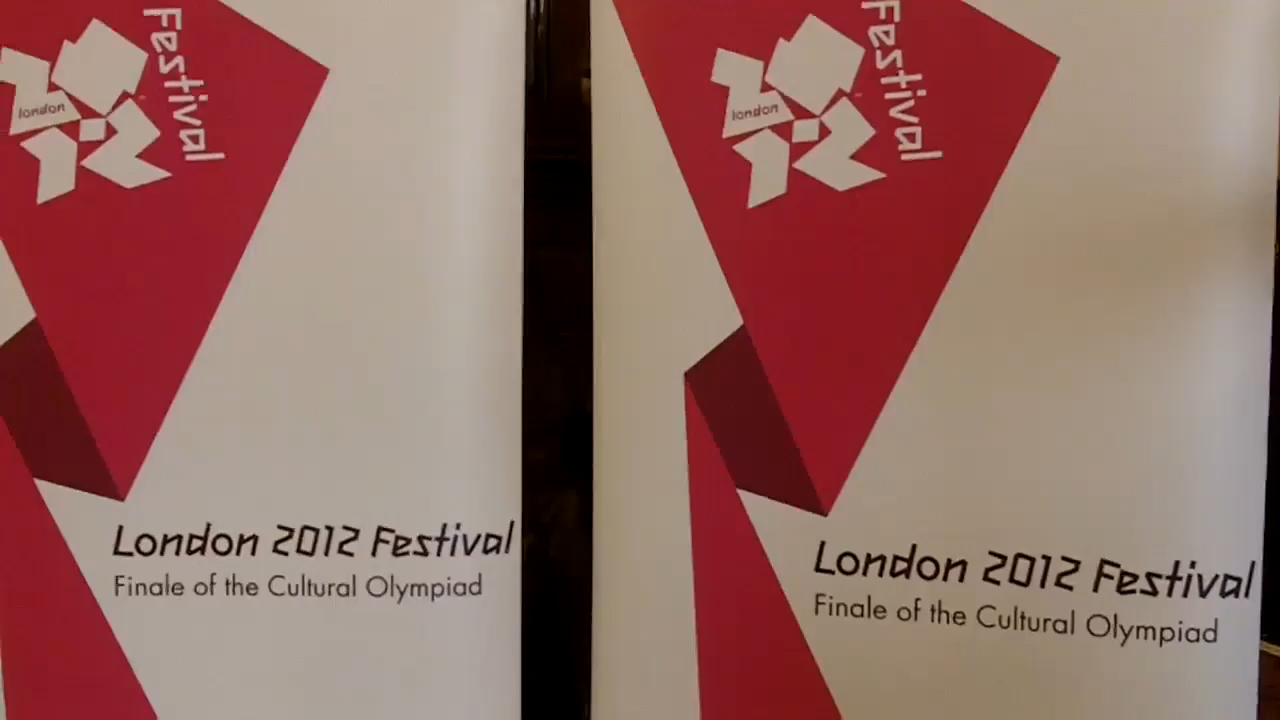 Festival
london
London 2012 Festival
Finale of the Cultural Olympiad
Festival
london
London 2012 Festival
Finale of the Cultural Olympiad